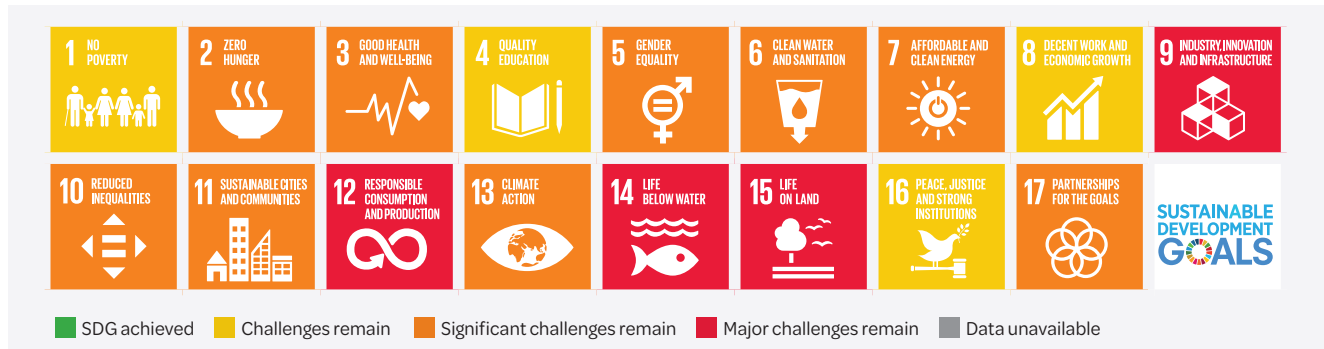 1 NO
POVERTY
2 ZERO
HUNGER
3 GOOD HEALTH
AND WELL-BEING
4 QUALITY
EDUCATION
5 GENDER
EQUALITY
6 CLEAN WATER
AND SANITATION
7 AFFORDABLE AND
CLEAN ENERGY
8 DECENT WORK AND
ECONOMIC GROWTH
9 INDUSTRY, INNOVATION
AND INFRASTRUCTURE
10 REDUCED
INEQUALITIES
11 SUSTAINABLE CITIES
AND COMMUNITIES
12 RESPONSIBLE
CONSUMPTION
AND PRODUCTION
13 CLIMATE
ACTION
14 LIFE
BELOW WATER
15 LIFE
ON LAND
16 PEACE, JUSTICE
AND STRONG
INSTITUTIONS
17 PARTNERSHIPS
FOR THE GOALS
SUSTAINABLE
DEVELOPMENT
GOALS
SDG achieved
Challenges remain
Significant challenges remain
Major challenges remain
Data unavailable